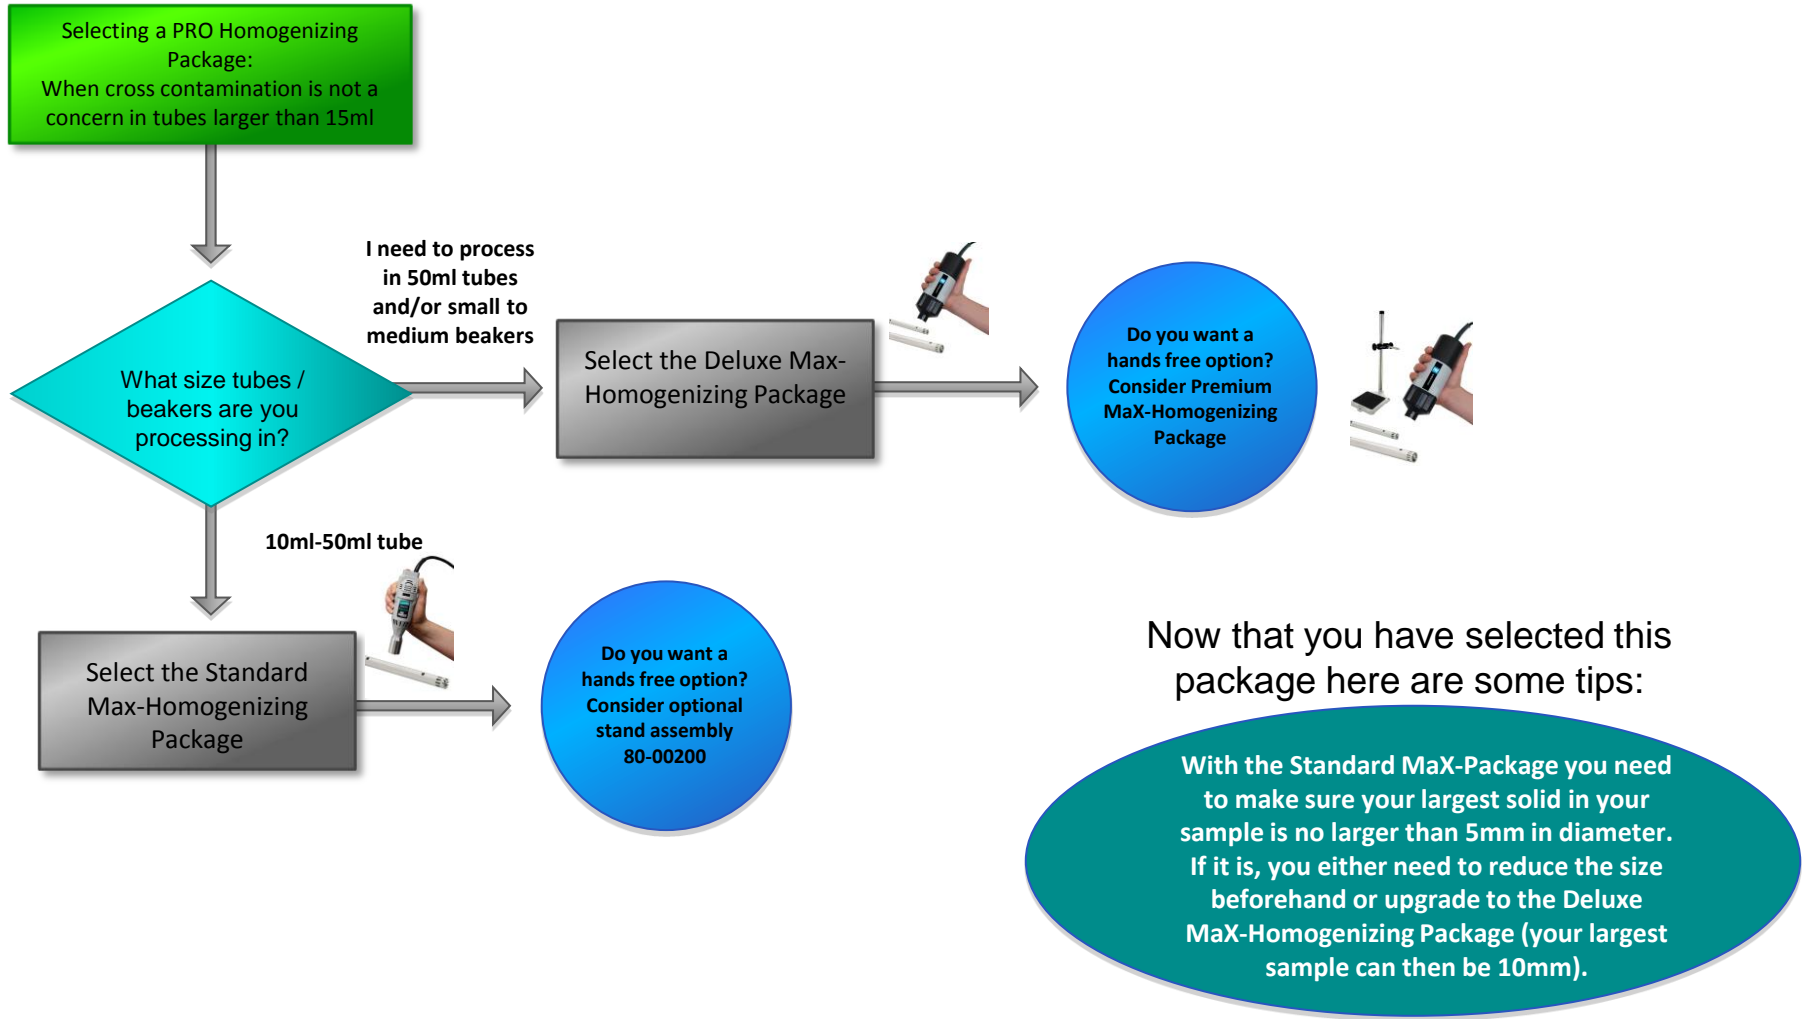 Selecting a PRO Homogenizing
Package:
When cross contamination is not a
concern in tubes larger than 15ml
I need to process
in 50ml tubes
and/or small to
medium beakers
What size tubes /
beakers are you
processing in?
Select the Deluxe Max-
Homogenizing Package
Do you want a
hands free option?
Consider Premium
MaX-Homogenizing
Package
10ml-50ml tube
Select the Standard
Max-Homogenizing
Package
Do you want a
hands free option?
Consider optional
stand assembly
80-00200
Now that you have selected this
package here are some tips:
With the Standard MaX-Package you need
to make sure your largest solid in your
sample is no larger than 5mm in diameter.
If it is, you either need to reduce the size
beforehand or upgrade to the Deluxe
MaX-Homogenizing Package (your largest
sample can then be 10mm).